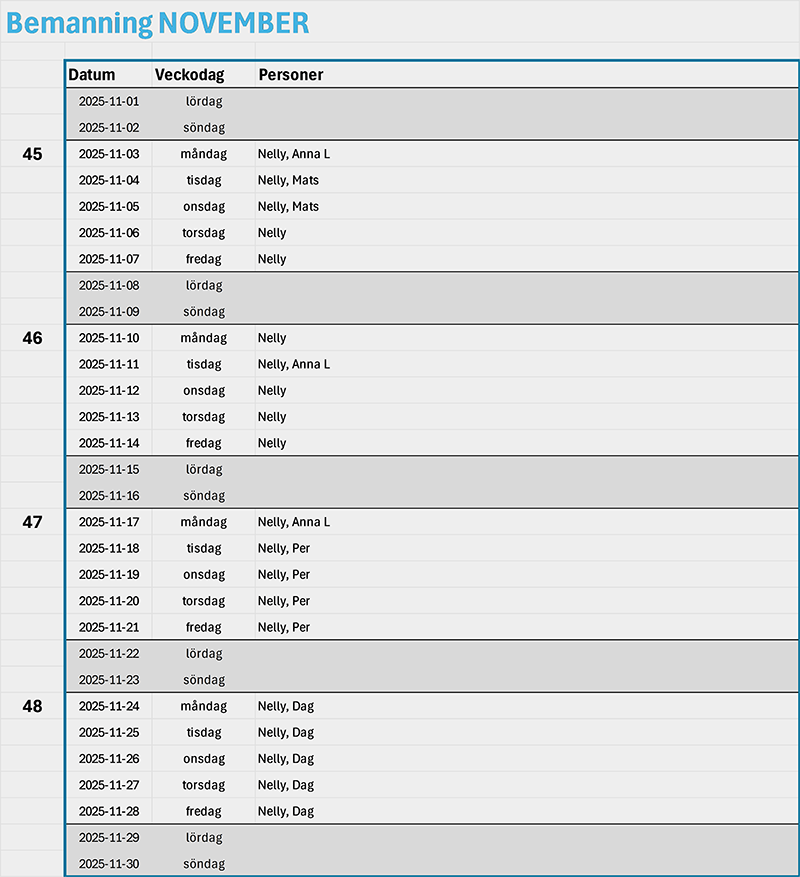 Bemanning NOVEMBER
Datum Veckodag Personer
2025-11-01 lördag
2025-11-02 söndag
45 2025-11-03 måndag Nelly, Anna L
2025-11-04 tisdag Nelly, Mats
2025-11-05 onsdag Nelly, Mats
2025-11-06 torsdag Nelly
2025-11-07 fredag Nelly
2025-11-08 lördag
2025-11-09 söndag
46 2025-11-10 måndag Nelly
2025-11-11 tisdag Nelly, Anna L
2025-11-12 onsdag Nelly
2025-11-13 torsdag Nelly
2025-11-14 fredag Nelly
2025-11-15 lördag
2025-11-16 söndag
47 2025-11-17 måndag Nelly, Anna L
2025-11-18 tisdag Nelly, Per
2025-11-19 onsdag Nelly, Per
2025-11-20 torsdag Nelly, Per
2025-11-21 fredag Nelly, Per
2025-11-22 lördag
2025-11-23 söndag
48 2025-11-24 måndag Nelly, Dag
2025-11-25 tisdag Nelly, Dag
2025-11-26 onsdag Nelly, Dag
2025-11-27 torsdag Nelly, Dag
2025-11-28 fredag Nelly, Dag
2025-11-29 lördag
2025-11-30 söndag